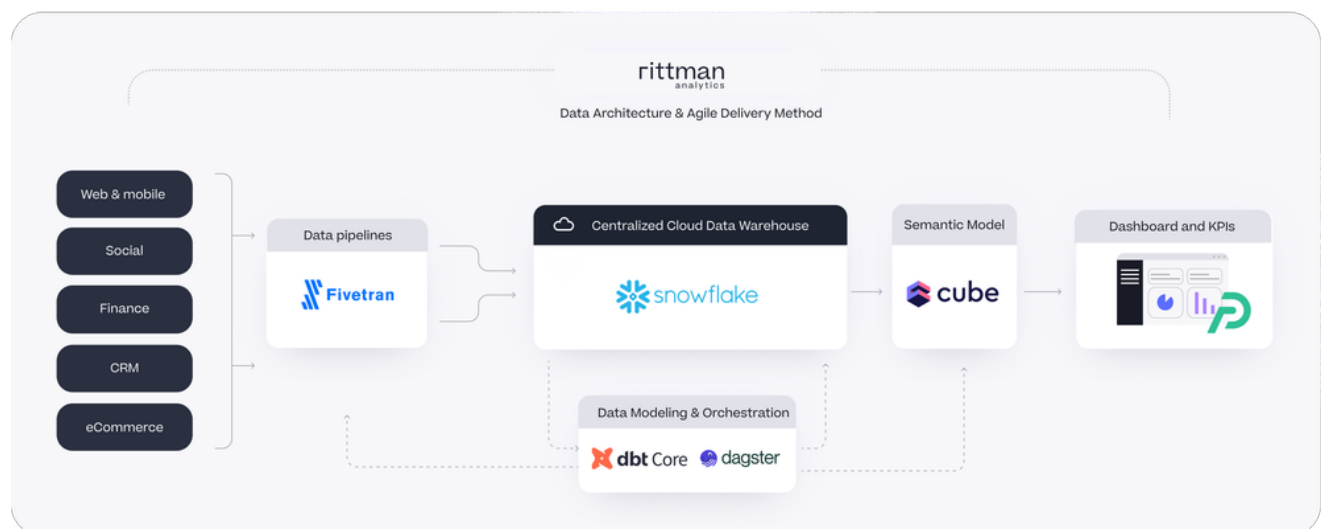 rittman
analytics
Data Architecture & Agile Delivery Method
Web & mobile
Social
Finance
CRM
eCommerce
Data pipelines
Fivetran
Centralized Cloud Data Warehouse
snowflake
Semantic Model
cube
Dashboard and KPIs
Data Modeling & Orchestration
dbt Core
dagster